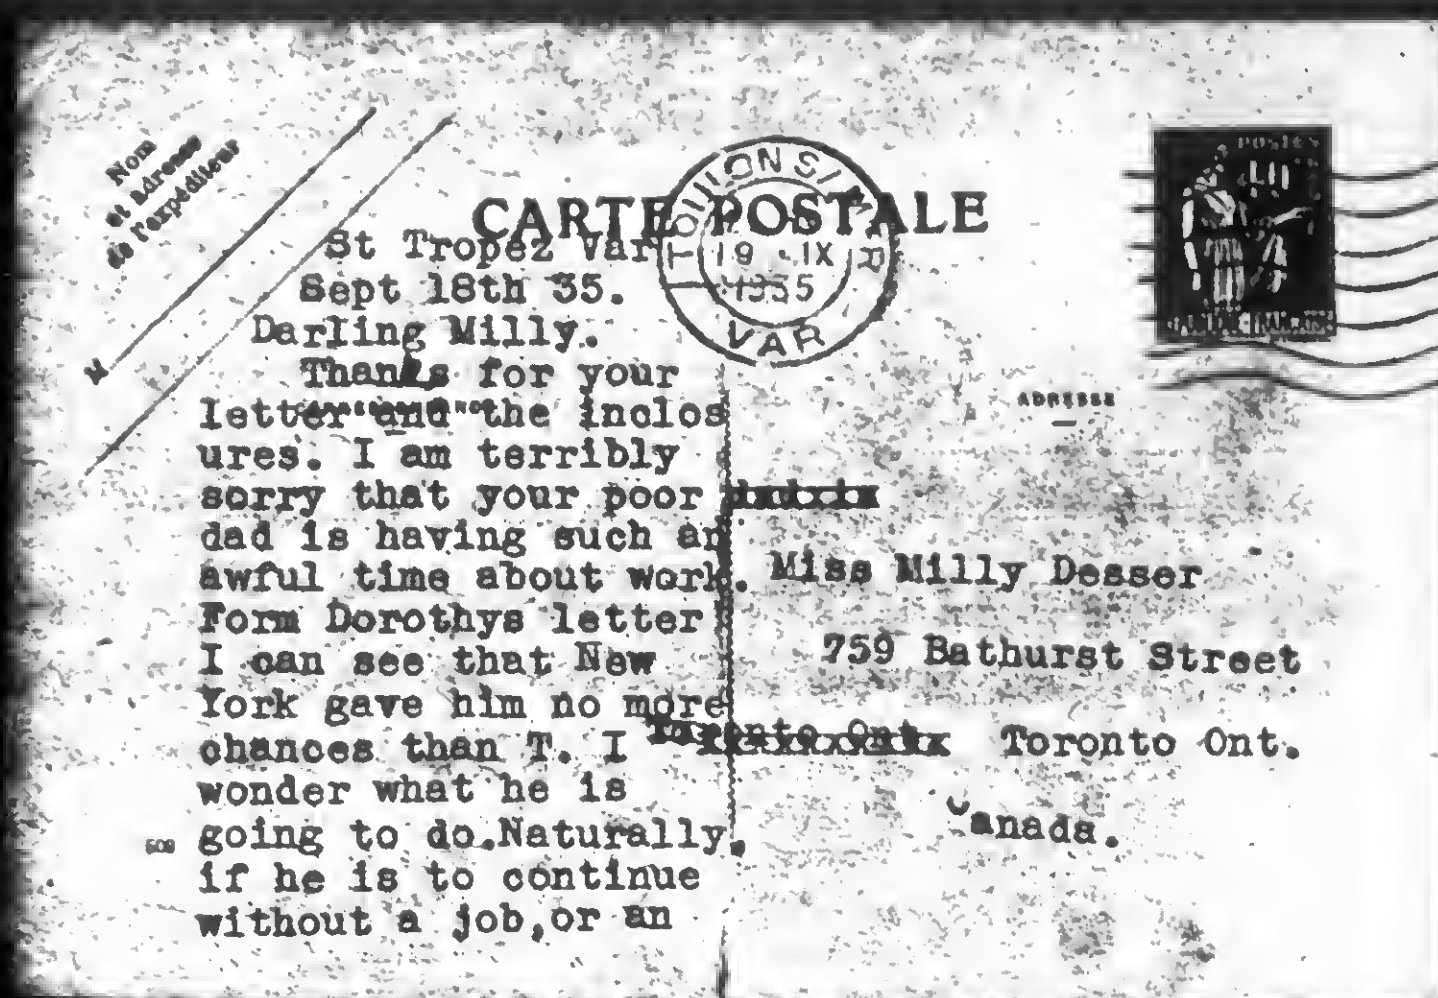 Nom
et Adresse
de l'expéditeur
CARTE POSTALE
19 IX
1935
VAR
POSTES
St Tropez Var
Sept 18th 35.
Darling Milly.
Thanks for your
letter and the inclos
ures. I am terribly
sorry that your poor
dad is having such an
awful time about work.
Form Dorothys letter
I can see that New
York gave him no more
chances than T. I
wonder what he is
going to do.Naturally,
if he is to continue
without a job,or an
ADRESSE
Miss Milly Desser
759 Bathurst Street
Toronto Ont.
Toronto Ont.
Canada.